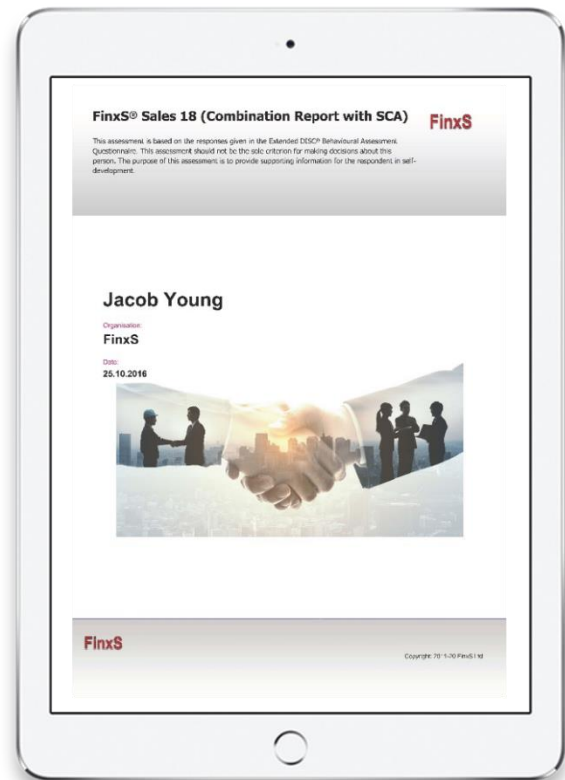 FinxS® Sales 18 (Combination Report with SCA)
FinxS
This assessment is based on the responses given in the Extended DISC® Behavioural Assessment
Questionnaire. This assessment should not be the sole criterion for making decisions about this
person. The purpose of this assessment is to provide supporting information for the respondent in self-
development.
Jacob Young
Organisation:
FinxS
Date:
25.10.2016
FinxS
Copyright FinxS Ltd